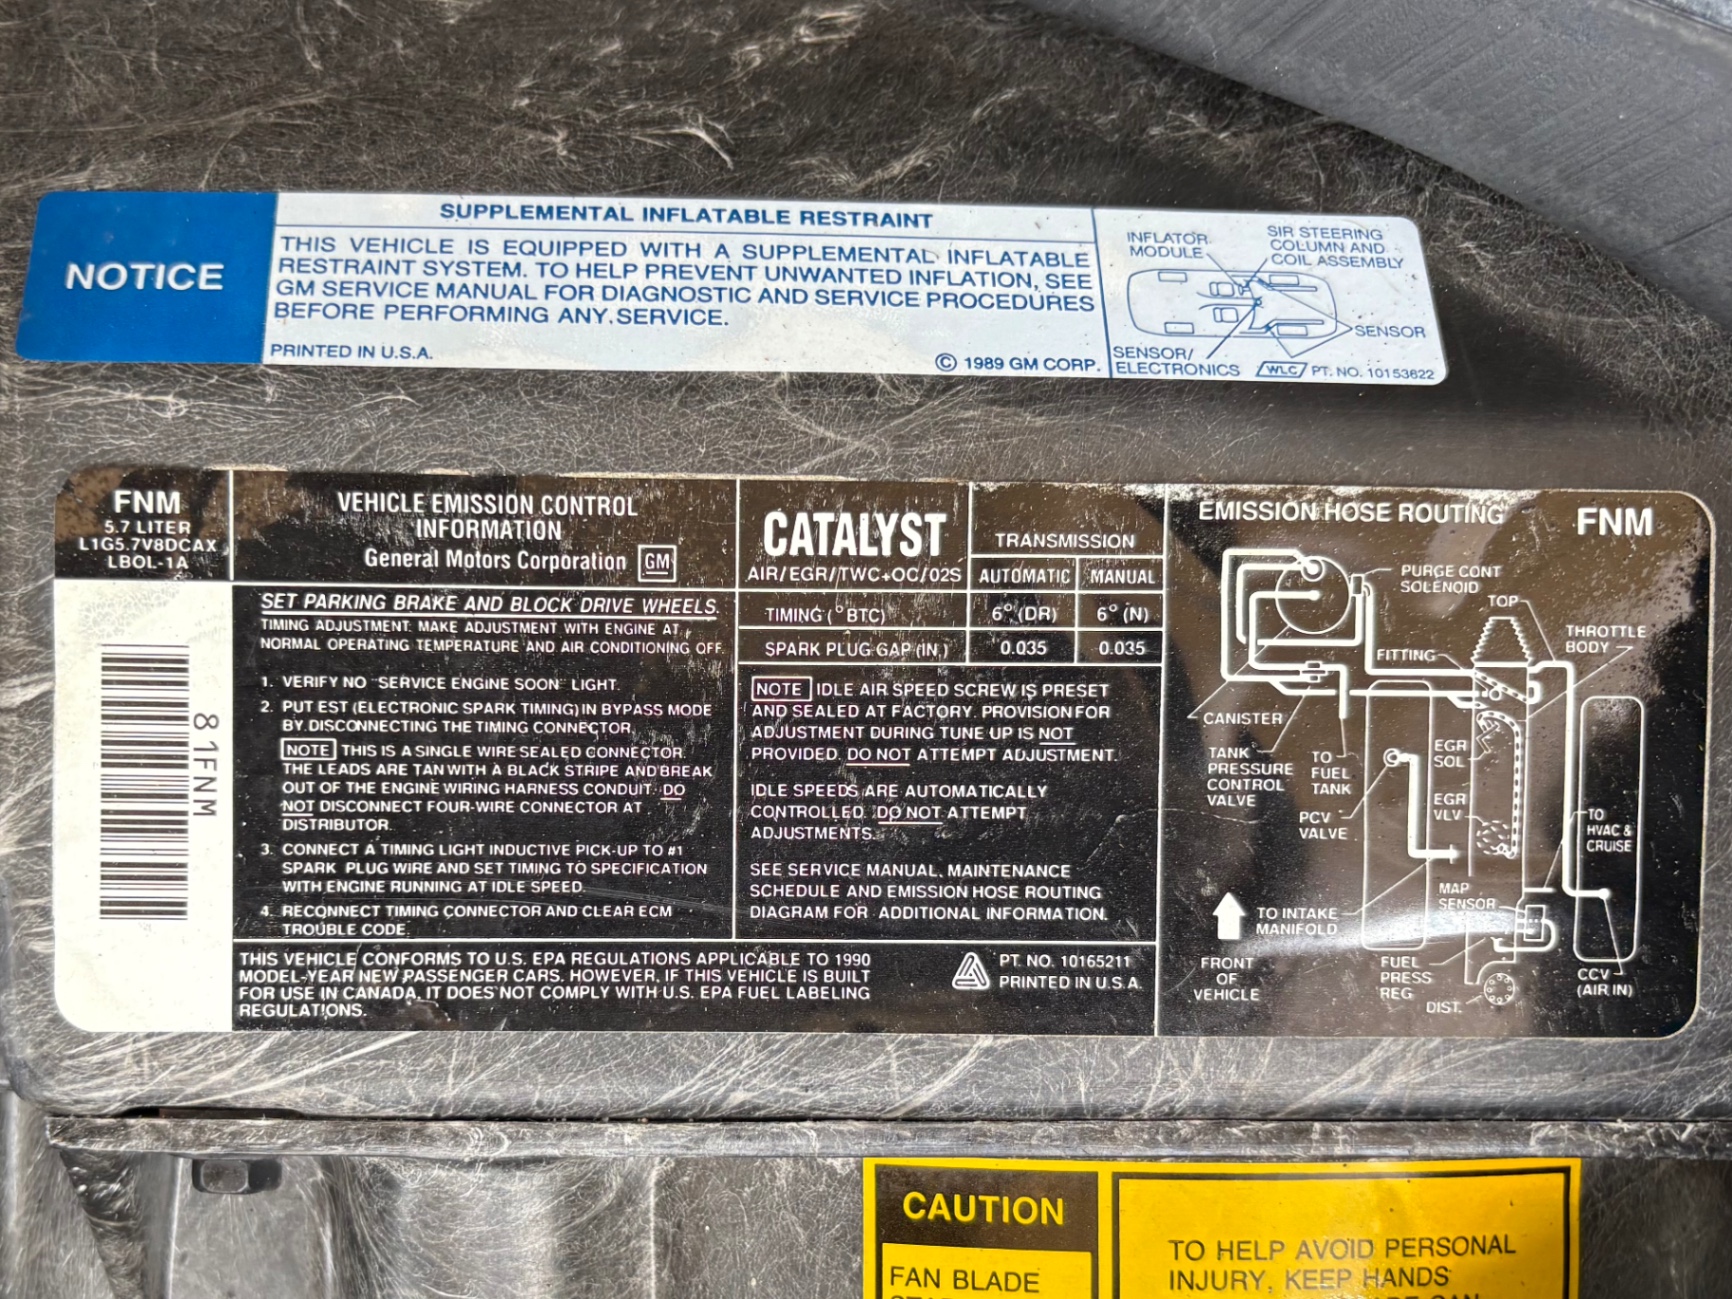 NOTICE
SUPPLEMENTAL INFLATABLE RESTRAINT
THIS VEHICLE IS EQUIPPED WITH A SUPPLEMENTAL INFLATABLE
RESTRAINT SYSTEM. TO HELP PREVENT UNWANTED INFLATION, SEE
GM SERVICE MANUAL FOR DIAGNOSTIC AND SERVICE PROCEDURES
BEFORE PERFORMING ANY SERVICE.
PRINTED IN U.S.A.
© 1989 GM CORP.
INFLATOR
MODULE
SIR STEERING
COLUMN AND
COIL ASSEMBLY
SENSOR
SENSOR/
ELECTRONICS
WLC PT. NO. 10153622
FNM
5.7 LITER
L1G5.7V8DCAX
LBOL-1A
81FNM
VEHICLE EMISSION CONTROL
INFORMATION
General Motors Corporation GM
SET PARKING BRAKE AND BLOCK DRIVE WHEELS.
TIMING ADJUSTMENT: MAKE ADJUSTMENT WITH ENGINE AT
NORMAL OPERATING TEMPERATURE AND AIR CONDITIONING OFF.
1. VERIFY NO "SERVICE ENGINE SOON" LIGHT.
2. PUT EST (ELECTRONIC SPARK TIMING) IN BYPASS MODE
BY DISCONNECTING THE TIMING CONNECTOR.
NOTE THIS IS A SINGLE WIRE SEALED CONNECTOR.
THE LEADS ARE TAN WITH A BLACK STRIPE AND BREAK
OUT OF THE ENGINE WIRING HARNESS CONDUIT. DO
NOT DISCONNECT FOUR-WIRE CONNECTOR AT
DISTRIBUTOR.
3. CONNECT A TIMING LIGHT INDUCTIVE PICK-UP TO #1
SPARK PLUG WIRE AND SET TIMING TO SPECIFICATION
WITH ENGINE RUNNING AT IDLE SPEED.
4. RECONNECT TIMING CONNECTOR AND CLEAR ECM
TROUBLE CODE.
CATALYST
AIR/EGR/TWC+OC/02S
TRANSMISSION
AUTOMATIC MANUAL
TIMING (°BTC) 6° (DR) 6° (N)
SPARK PLUG GAP (IN.) 0.035 0.035
NOTE IDLE AIR SPEED SCREW IS PRESET
AND SEALED AT FACTORY. PROVISION FOR
ADJUSTMENT DURING TUNE UP IS NOT
PROVIDED. DO NOT ATTEMPT ADJUSTMENT.
IDLE SPEEDS ARE AUTOMATICALLY
CONTROLLED. DO NOT ATTEMPT
ADJUSTMENTS.
SEE SERVICE MANUAL, MAINTENANCE
SCHEDULE AND EMISSION HOSE ROUTING
DIAGRAM FOR ADDITIONAL INFORMATION.
THIS VEHICLE CONFORMS TO U.S. EPA REGULATIONS APPLICABLE TO 1990
MODEL-YEAR NEW PASSENGER CARS. HOWEVER, IF THIS VEHICLE IS BUILT
FOR USE IN CANADA, IT DOES NOT COMPLY WITH U.S. EPA FUEL LABELING
REGULATIONS.
PT. NO. 10165211
PRINTED IN U.S.A.
EMISSION HOSE ROUTING
FNM
PURGE CONT
SOLENOID
TOP
THROTTLE
BODY
FITTING
CANISTER
TANK
PRESSURE
CONTROL
VALVE
TO
FUEL
TANK
EGR
SOL
PCV
VALVE
EGR
VLV
TO
HVAC &
CRUISE
MAP
SENSOR
TO INTAKE
MANIFOLD
FRONT
OF
VEHICLE
FUEL
PRESS
REG
DIST.
CCV
(AIR IN)
CAUTION
FAN BLADE
TO HELP AVOID PERSONAL
INJURY, KEEP HANDS